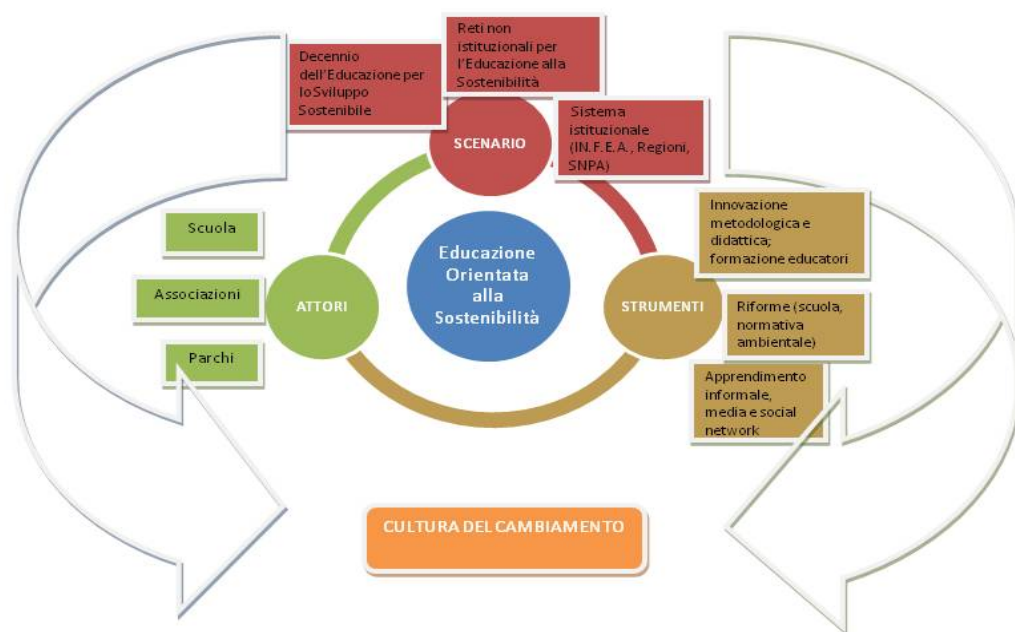 Reti non
istituzionali per
l'Educazione alla
Sostenibilità
Decennio
dell'Educazione per
lo Sviluppo
Sostenibile
Sistema
istituzionale
(IN.F.E.A., Regioni,
SNPA)
SCENARIO
Innovazione
metodologica e
didattica;
formazione educatori
Scuola
Educazione
Orientata
alla
Sostenibilità
Associazioni
ATTORI
STRUMENTI
Riforme (scuola,
normativa
ambientale)
Parchi
Apprendimento
informale,
media e social
network
CULTURA DEL CAMBIAMENTO